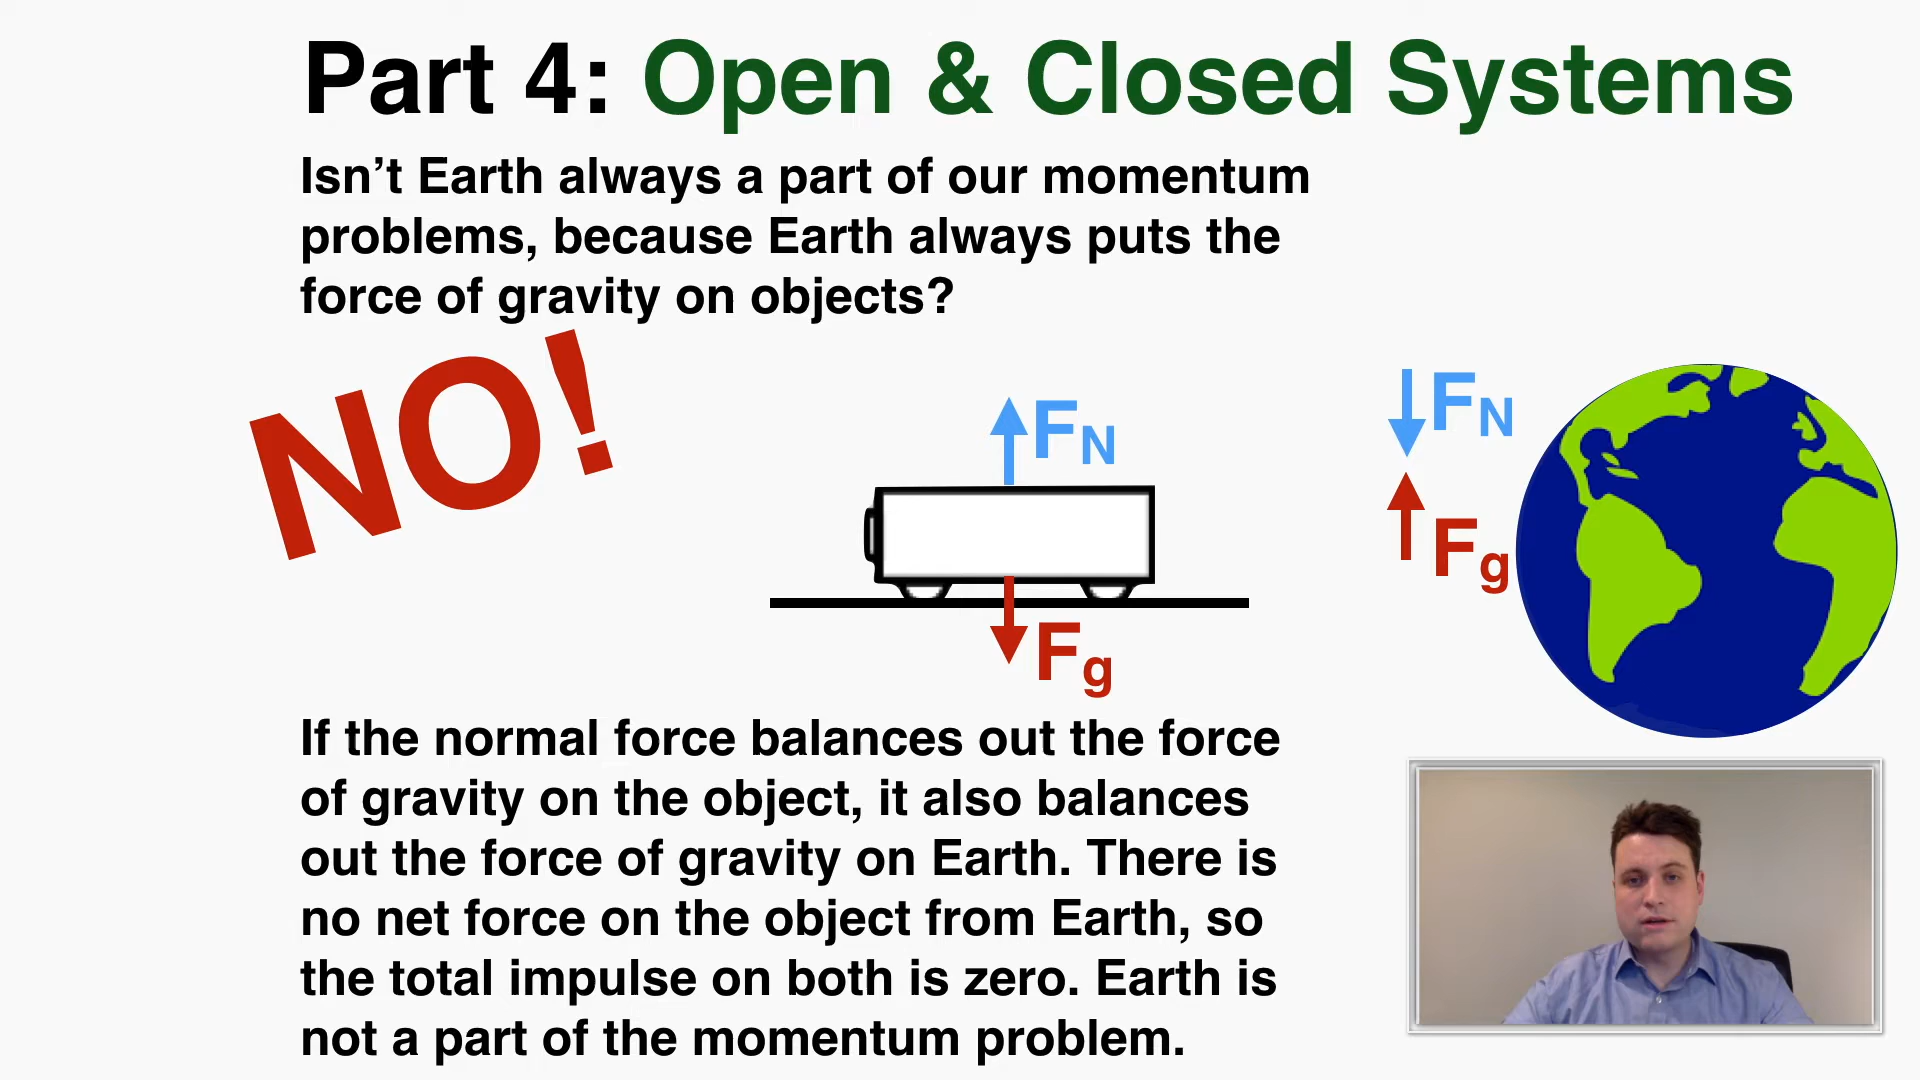 Part 4: Open & Closed Systems
Isn’t Earth always a part of our momentum
problems, because Earth always puts the
force of gravity on objects?
NO!
FN
Fg
FN
Fg
If the normal force balances out the force
of gravity on the object, it also balances
out the force of gravity on Earth. There is
no net force on the object from Earth, so
the total impulse on both is zero. Earth is
not a part of the momentum problem.